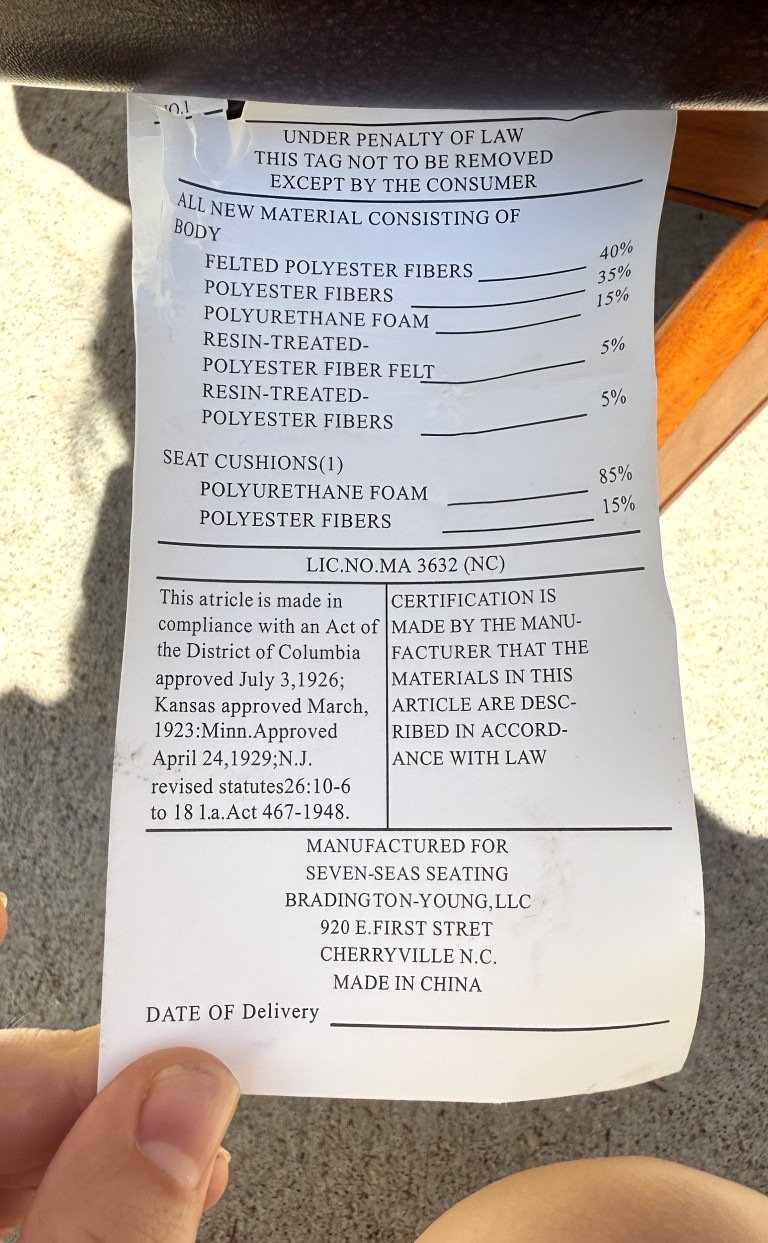 NO.1
UNDER PENALTY OF LAW
THIS TAG NOT TO BE REMOVED
EXCEPT BY THE CONSUMER
ALL NEW MATERIAL CONSISTING OF
BODY
FELTED POLYESTER FIBERS 40%
POLYESTER FIBERS 35%
POLYURETHANE FOAM 15%
RESIN-TREATED-
POLYESTER FIBER FELT 5%
RESIN-TREATED-
POLYESTER FIBERS 5%
SEAT CUSHIONS(1)
POLYURETHANE FOAM 85%
POLYESTER FIBERS 15%
LIC.NO.MA 3632 (NC)
This atricle is made in
compliance with an Act of
the District of Columbia
approved July 3,1926;
Kansas approved March,
1923:Minn.Approved
April 24,1929;N.J.
revised statutes26:10-6
to 18 1.a.Act 467-1948.
CERTIFICATION IS
MADE BY THE MANU-
FACTURER THAT THE
MATERIALS IN THIS
ARTICLE ARE DESC-
RIBED IN ACCORD-
ANCE WITH LAW
MANUFACTURED FOR
SEVEN-SEAS SEATING
BRADINGTON-YOUNG,LLC
920 E.FIRST STRET
CHERRYVILLE N.C.
MADE IN CHINA
DATE OF Delivery